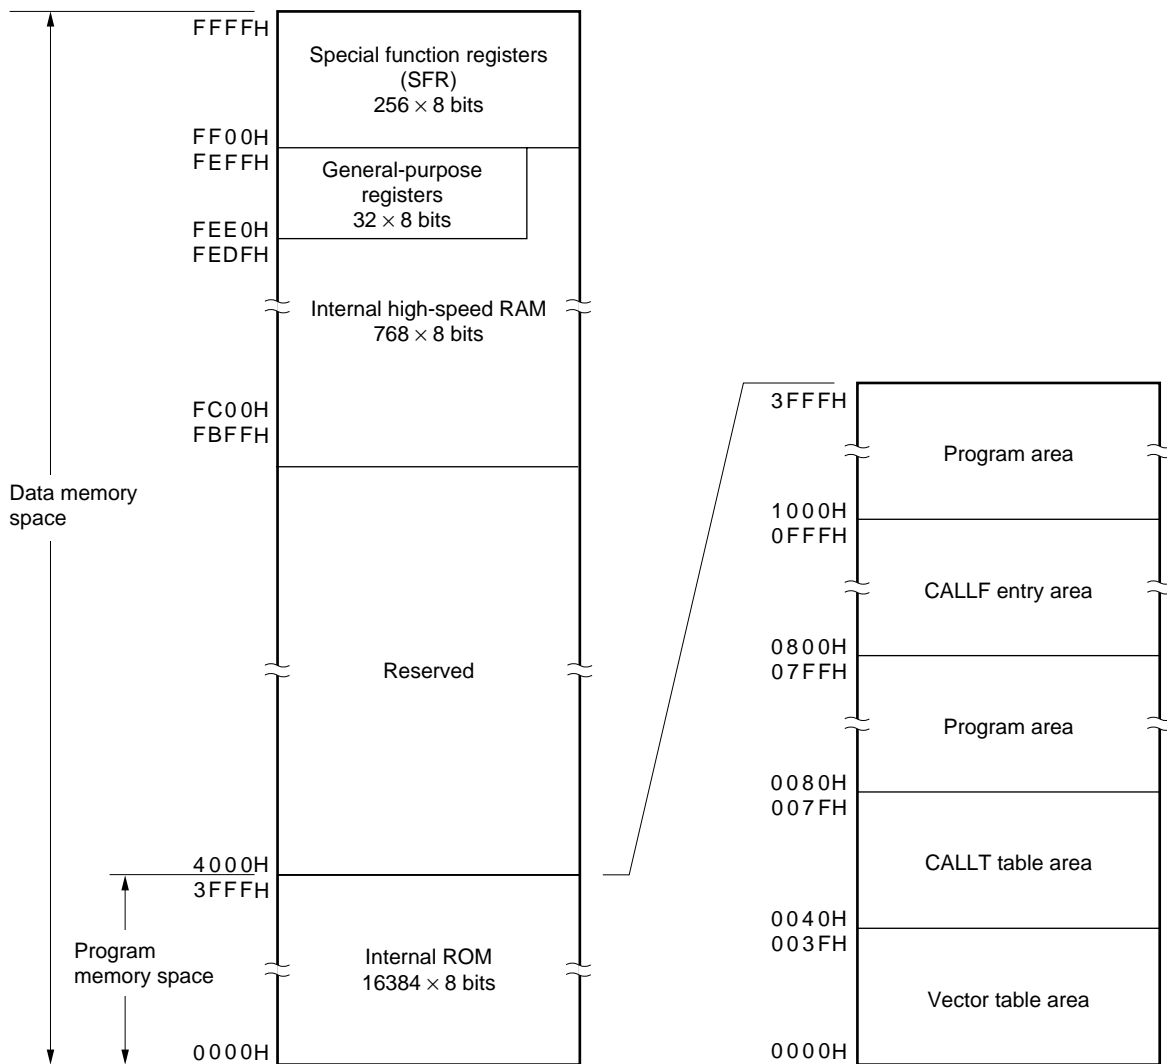 FFFFH
Special function registers
(SFR)
256 × 8 bits
FF00H
FEFFH
General-purpose
registers
32 × 8 bits
FEE0H
FEDFH
Internal high-speed RAM
768 × 8 bits
FC00H
FBFFH
Data memory
space
Reserved
4000H
3FFFH
Program
memory space
Internal ROM
16384 × 8 bits
0000H
3FFFH
Program area
1000H
0FFFH
CALLF entry area
0800H
07FFH
Program area
0080H
007FH
CALLT table area
0040H
003FH
Vector table area
0000H